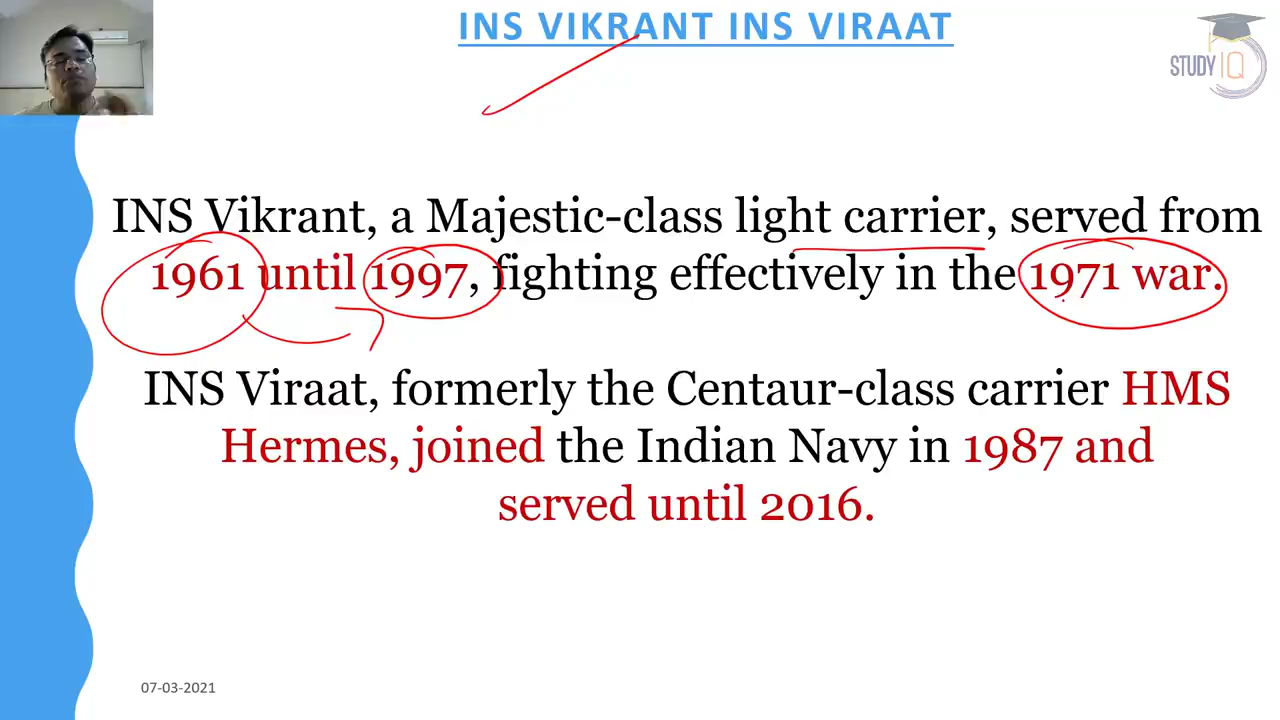 INS VIKRANT INS VIRAAT
STUDY IQ
INS Vikrant, a Majestic-class light carrier, served from
1961 until 1997, fighting effectively in the 1971 war.
INS Viraat, formerly the Centaur-class carrier HMS
Hermes, joined the Indian Navy in 1987 and
served until 2016.
07-03-2021